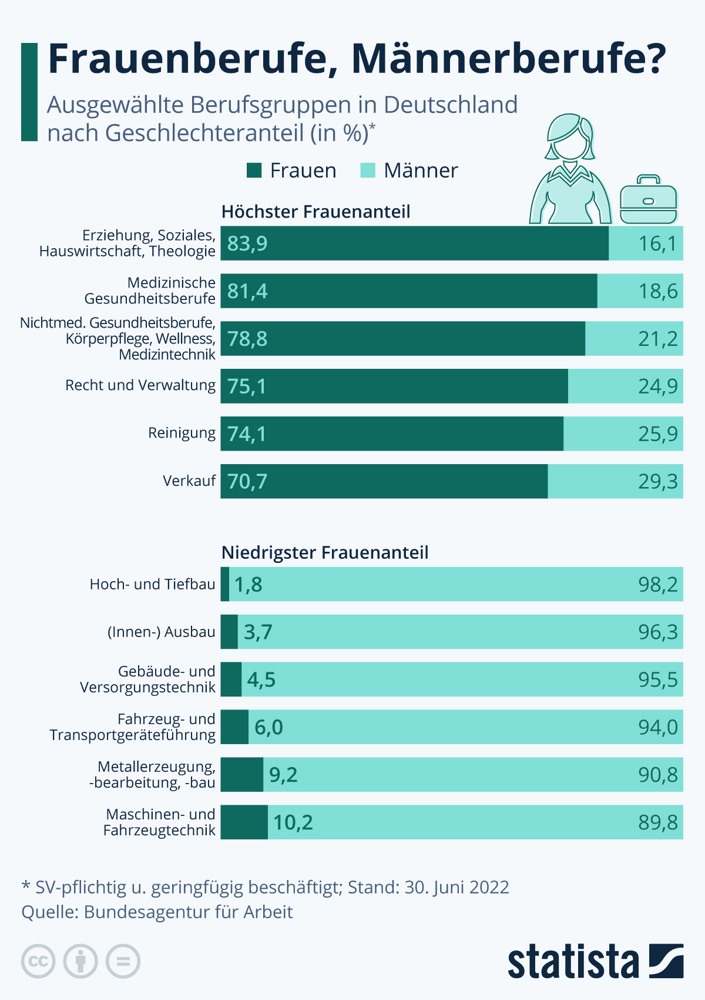 Frauenberufe, Männerberufe?
Ausgewählte Berufsgruppen in Deutschland
nach Geschlechteranteil (in %)*
Frauen Männer
Höchster Frauenanteil
Erziehung, Soziales,
Hauswirtschaft, Theologie
83,9 16,1
Medizinische
Gesundheitsberufe
81,4 18,6
Nichtmed. Gesundheitsberufe,
Körperpflege, Wellness,
Medizintechnik
78,8 21,2
Recht und Verwaltung 75,1 24,9
Reinigung 74,1 25,9
Verkauf 70,7 29,3
Niedrigster Frauenanteil
Hoch- und Tiefbau 1,8 98,2
(Innen-) Ausbau 3,7 96,3
Gebäude- und
Versorgungstechnik
4,5 95,5
Fahrzeug- und
Transportgeräteführung
6,0 94,0
Metallerzeugung,
-bearbeitung, -bau
9,2 90,8
Maschinen- und
Fahrzeugtechnik
10,2 89,8
* SV-pflichtig u. geringfügig beschäftigt; Stand: 30. Juni 2022
Quelle: Bundesagentur für Arbeit
cc =
statista